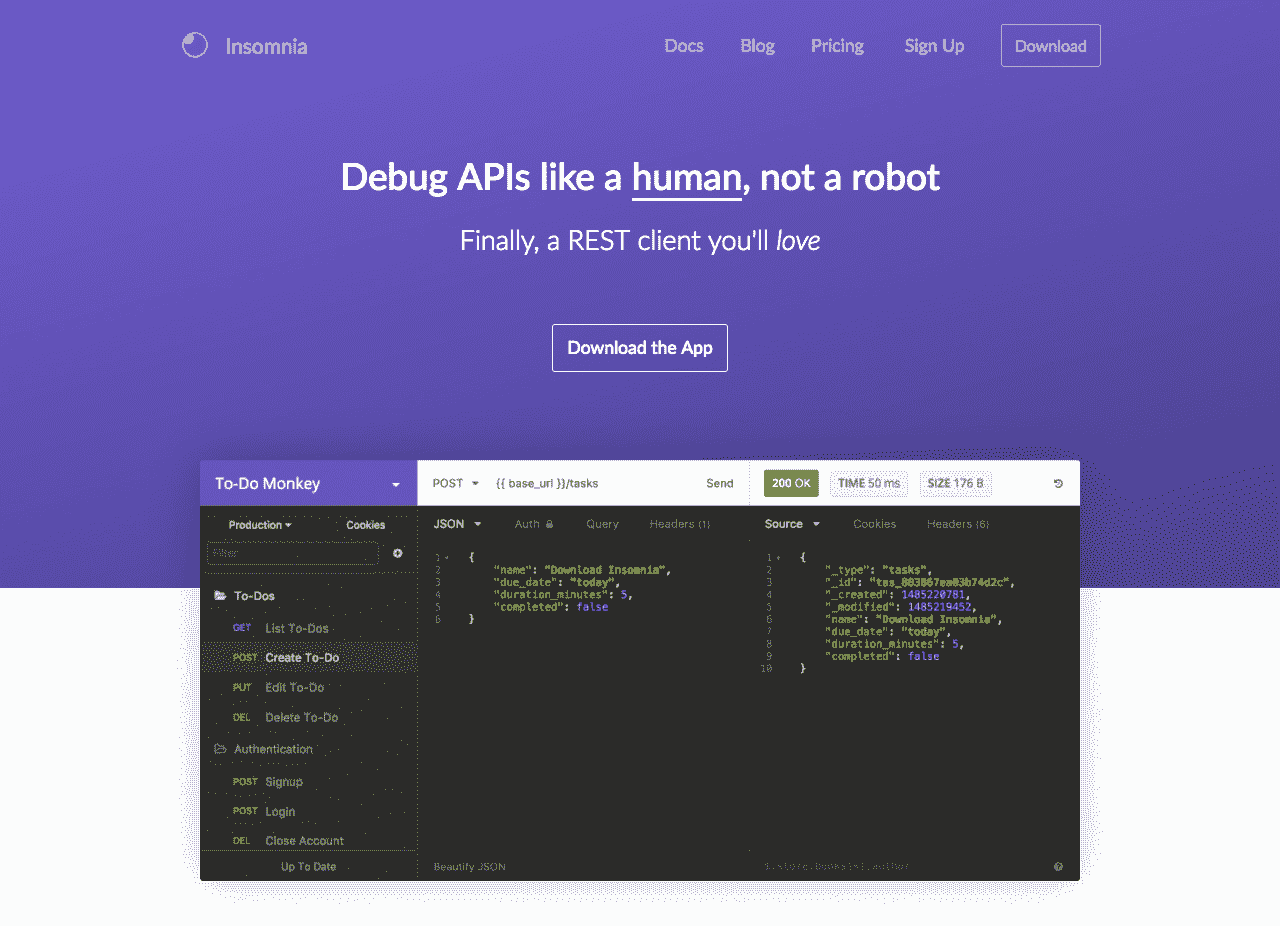 Insomnia
Docs Blog Pricing Sign Up Download
Debug APIs like a human, not a robot
Finally, a REST client you'll love
Download the App
To-Do Monkey
POST {{ base_url }}/tasks Send
200 OK TIME 50 ms SIZE 176 B
Production Cookies
Filter
To-Dos
GET List To-Dos
POST Create To-Do
PUT Edit To-Do
DEL Delete To-Do
Authentication
POST Signup
POST Login
DEL Close Account
Up To Date
JSON Auth Query Headers (1)
1 {
2 "name": "Download Insomnia",
3 "due_date": "today",
4 "duration_minutes": 5,
5 "completed": false
6 }
Beautify JSON
Source Cookies Headers (6)
1 {
2 "_type": "tasks",
3 "_id":
4 "_created": 1485220781,
5 "_modified": 1485219452,
6 "name": "Download Insomnia",
7 "due_date": "today",
8 "duration_minutes": 5,
9 "completed": false
10 }